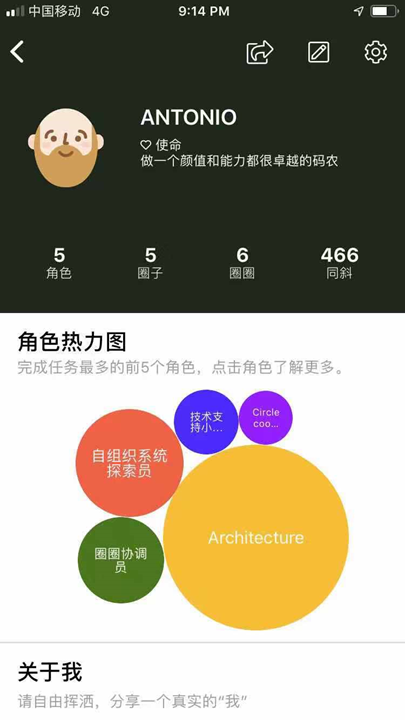 中国移动 4G 9:14 PM
ANTONIO
使命
做一个颜值和能力都很卓越的码农
5 5 6 466
角色 圈子 圈圈 同斜
角色热力图
完成任务最多的前5个角色，点击角色了解更多。
技术支
持小...
Circle
coo...
自组织系统
探索员
Architecture
圈圈协调
员
关于我
请自由挥洒，分享一个真实的“我”